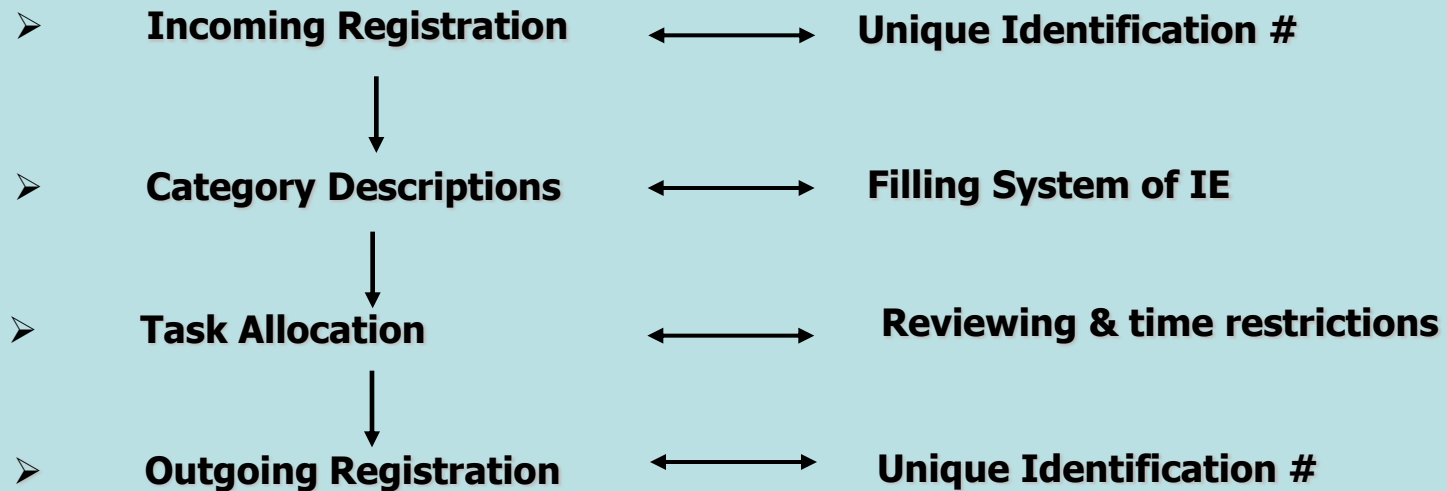 ➢ Incoming Registration
Unique Identification #
➢ Category Descriptions
Filling System of IE
➢ Task Allocation
Reviewing & time restrictions
➢ Outgoing Registration
Unique Identification #